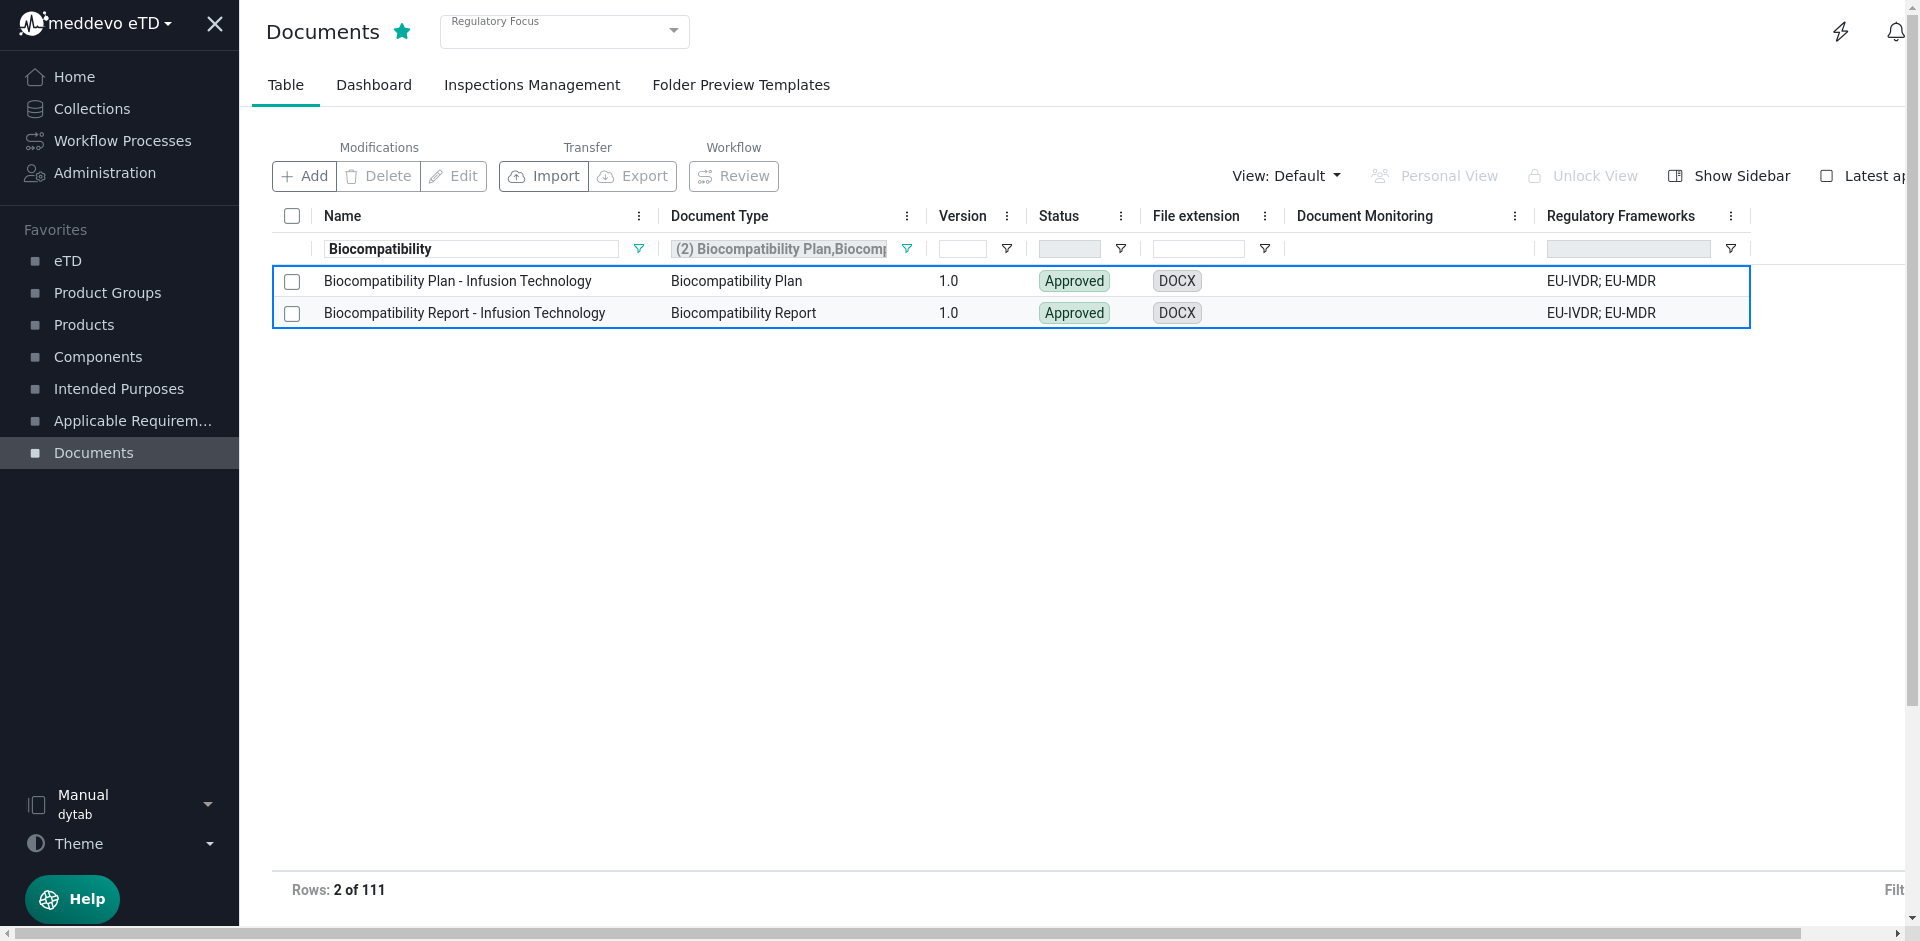 meddevo eTD
Home
Collections
Workflow Processes
Administration
Favorites
eTD
Product Groups
Products
Components
Intended Purposes
Applicable Requirem...
Documents
Manual
dytab
Theme
Help
Documents
Regulatory Focus
Table
Dashboard
Inspections Management
Folder Preview Templates
Modifications
Transfer
Workflow
Add
Delete
Edit
Import
Export
Review
View: Default
Personal View
Unlock View
Show Sidebar
Latest ap
Name
Document Type
Version
Status
File extension
Document Monitoring
Regulatory Frameworks
Biocompatibility
(2) Biocompatibility Plan,Biocomp
Biocompatibility Plan - Infusion Technology
Biocompatibility Plan
1.0
Approved
DOCX
EU-IVDR; EU-MDR
Biocompatibility Report - Infusion Technology
Biocompatibility Report
1.0
Approved
DOCX
EU-IVDR; EU-MDR
Rows: 2 of 111
Filt